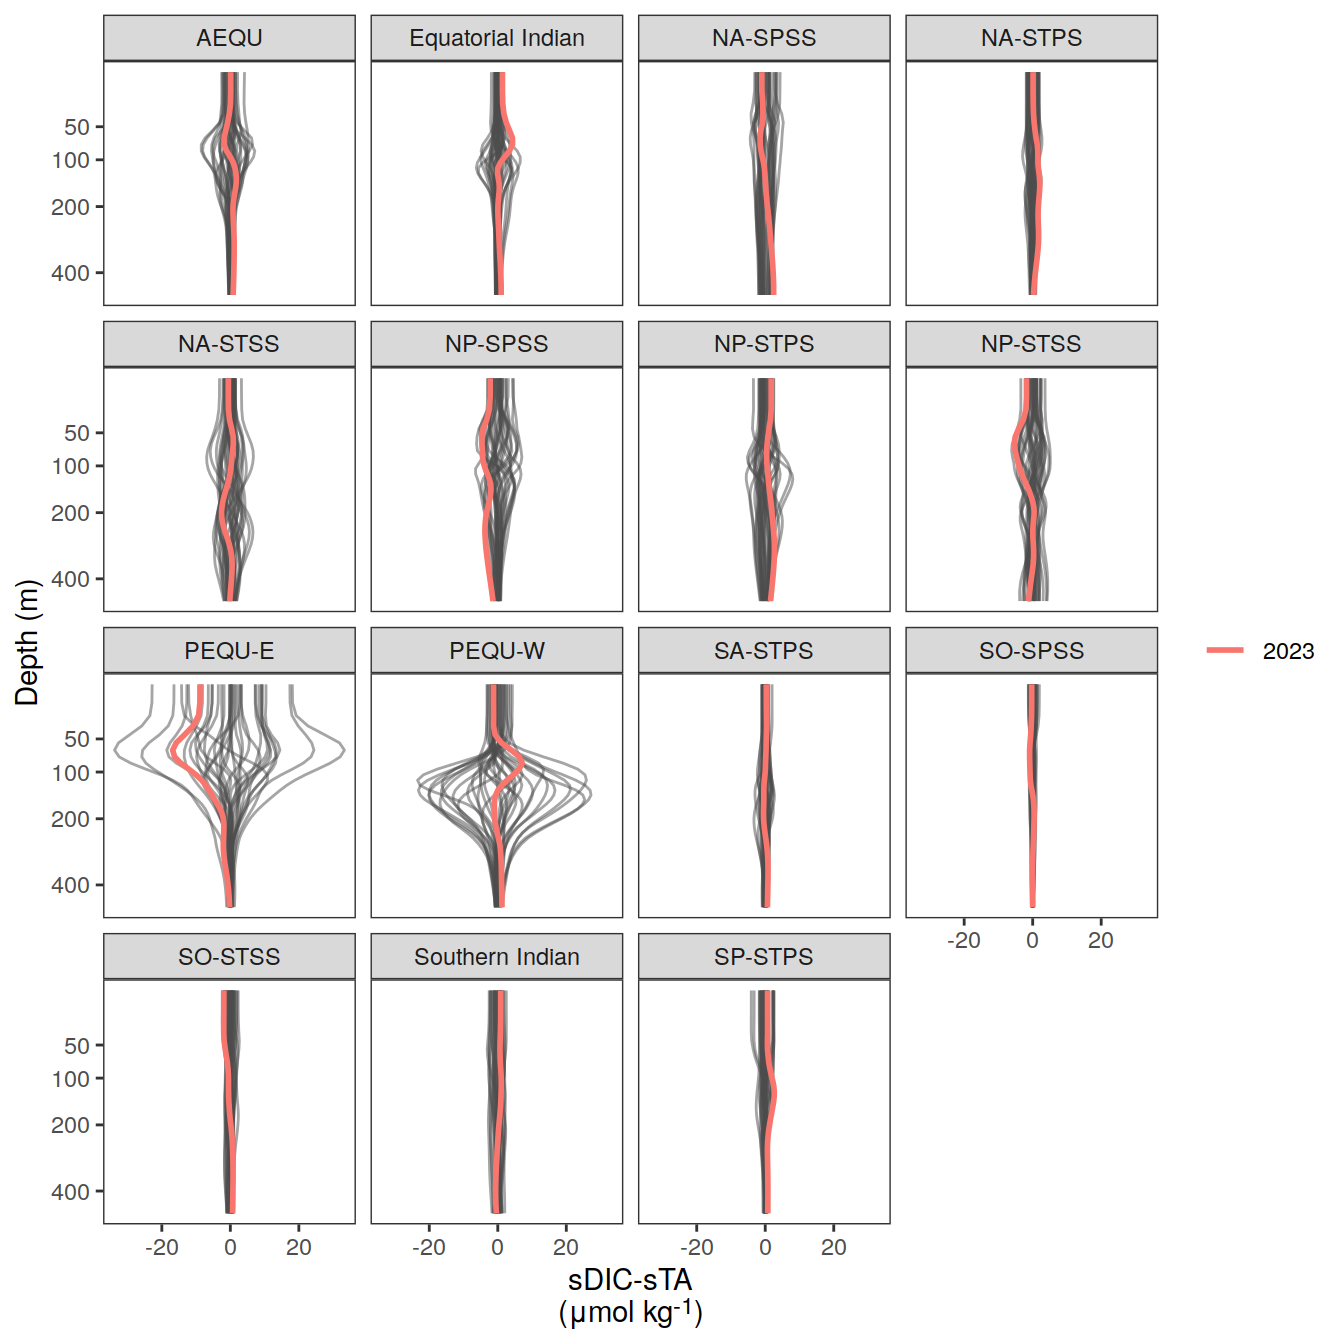 AEQU Equatorial Indian NA-SPSS NA-STPS
50
100
200
400
NA-STSS NP-SPSS NP-STPS NP-STSS
50
100
200
400
PEQU-E PEQU-W SA-STPS SO-SPSS
50
100
200
400
-20 0 20
SO-STSS Southern Indian SP-STPS
50
100
200
400
-20 0 20 -20 0 20 -20 0 20
Depth (m)
sDIC-sTA
(µmol kg⁻¹)
2023